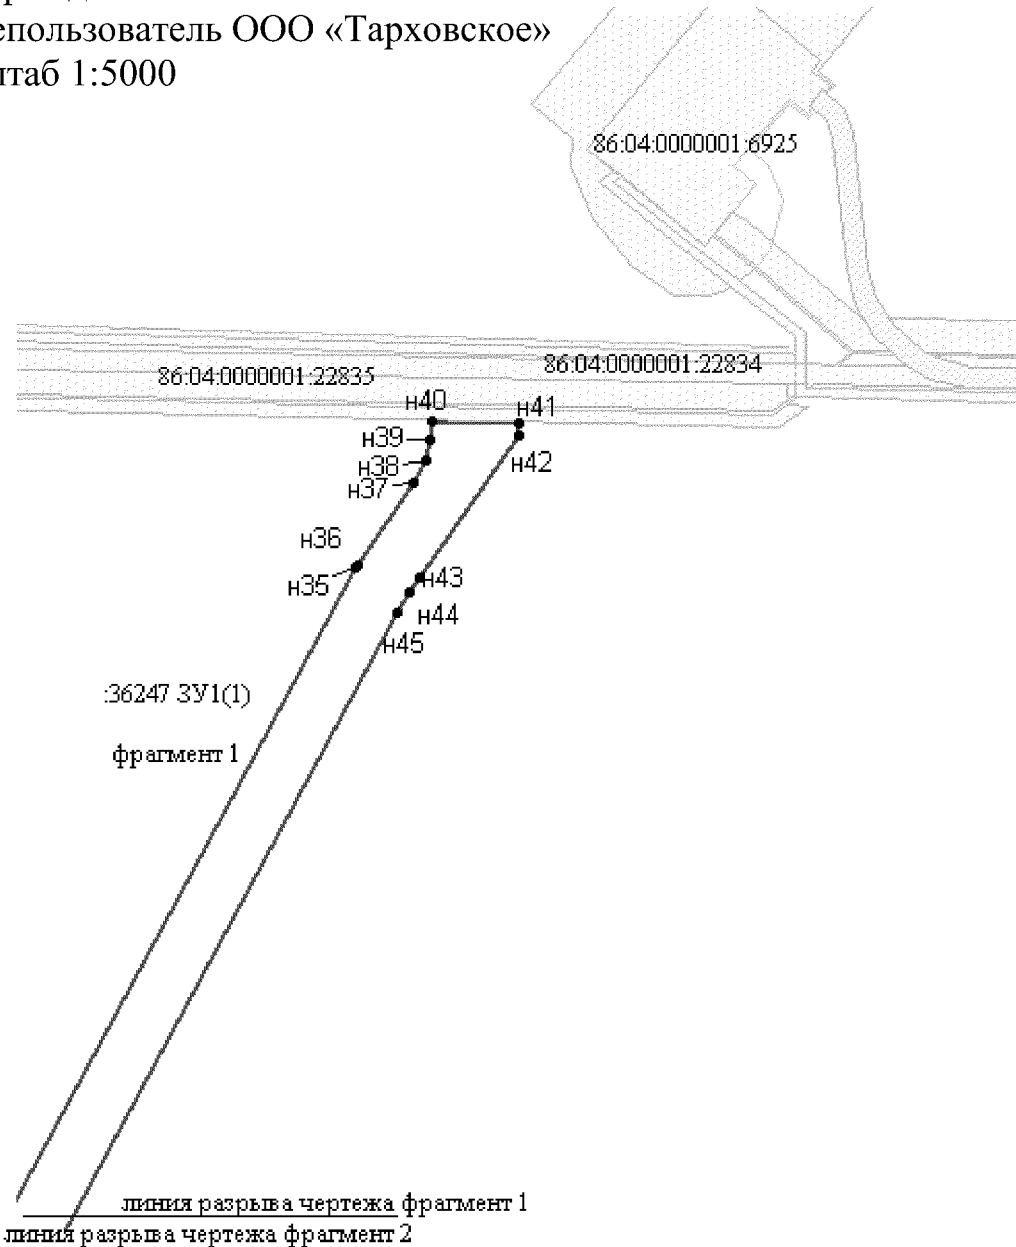 епользователь ООО «Тарховское»
штаб 1:5000
86:04:0000001:6925
86:04:0000001:22834
86:04:0000001:22835
н40
н41
н39
н42
н38
н37
н36
н35
н43
н44
н45
:36247 ЗУ1(1)
фрагмент 1
линия разрыва чертежа фрагмент 1
линия разрыва чертежа фрагмент 2